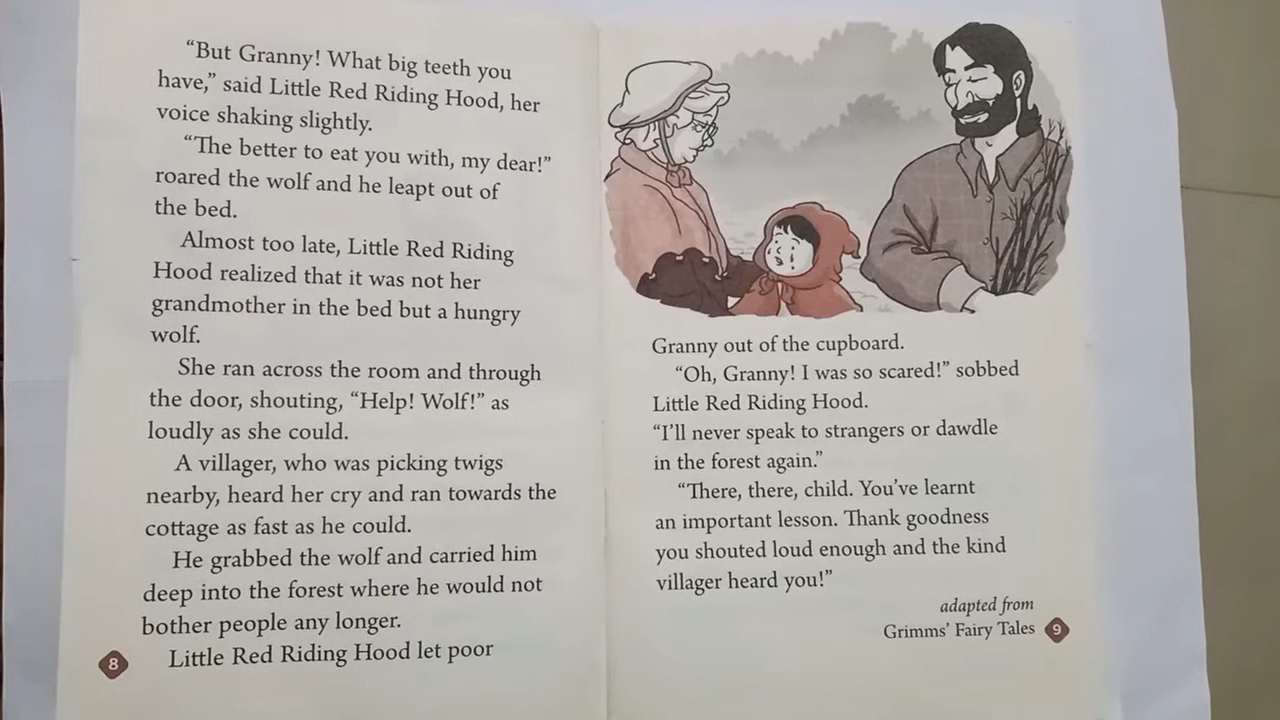 “But Granny! What big teeth you
have,” said Little Red Riding Hood, her
voice shaking slightly.
“The better to eat you with, my dear!”
roared the wolf and he leapt out of
the bed.
Almost too late, Little Red Riding
Hood realized that it was not her
grandmother in the bed but a hungry
wolf.
She ran across the room and through
the door, shouting, “Help! Wolf!” as
loudly as she could.
A villager, who was picking twigs
nearby, heard her cry and ran towards the
cottage as fast as he could.
He grabbed the wolf and carried him
deep into the forest where he would not
bother people any longer.
Little Red Riding Hood let poor
8
Granny out of the cupboard.
“Oh, Granny! I was so scared!” sobbed
Little Red Riding Hood.
“I’ll never speak to strangers or dawdle
in the forest again.”
“There, there, child. You’ve learnt
an important lesson. Thank goodness
you shouted loud enough and the kind
villager heard you!”
adapted from
Grimms’ Fairy Tales 9